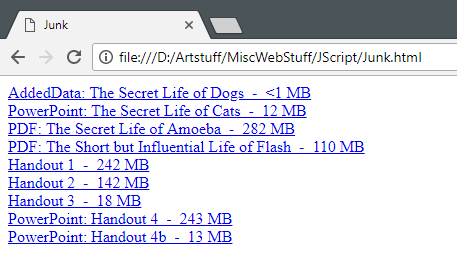 Junk
file:///D:/Artstuff/MiscWebStuff/JScript/Junk.html
AddedData: The Secret Life of Dogs - <1 MB
PowerPoint: The Secret Life of Cats - 12 MB
PDF: The Secret Life of Amoeba - 282 MB
PDF: The Short but Influential Life of Flash - 110 MB
Handout 1 - 242 MB
Handout 2 - 142 MB
Handout 3 - 18 MB
PowerPoint: Handout 4 - 243 MB
PowerPoint: Handout 4b - 13 MB